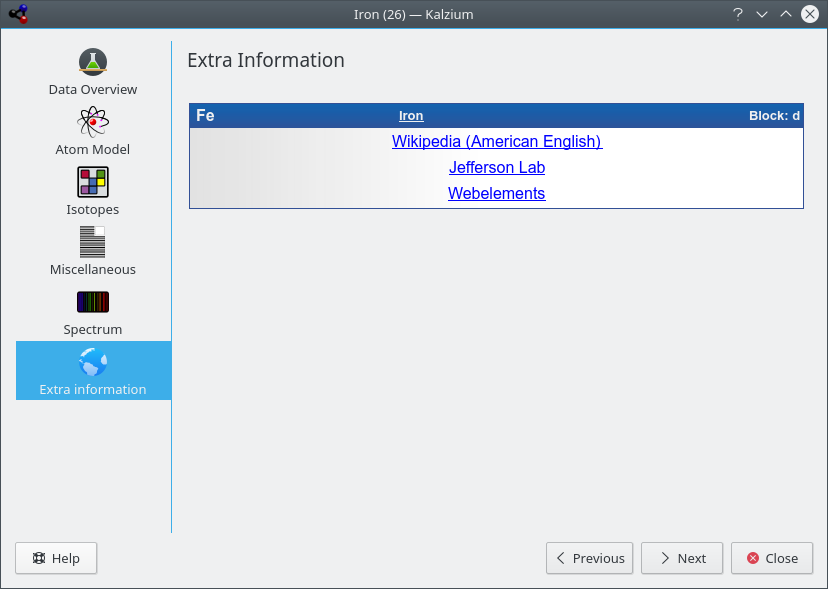 Iron (26) — Kalzium
Data Overview
Atom Model
Isotopes
Miscellaneous
Spectrum
Extra information
Extra Information
Fe Iron Block: d
Wikipedia (American English)
Jefferson Lab
Webelements
Help Previous Next Close